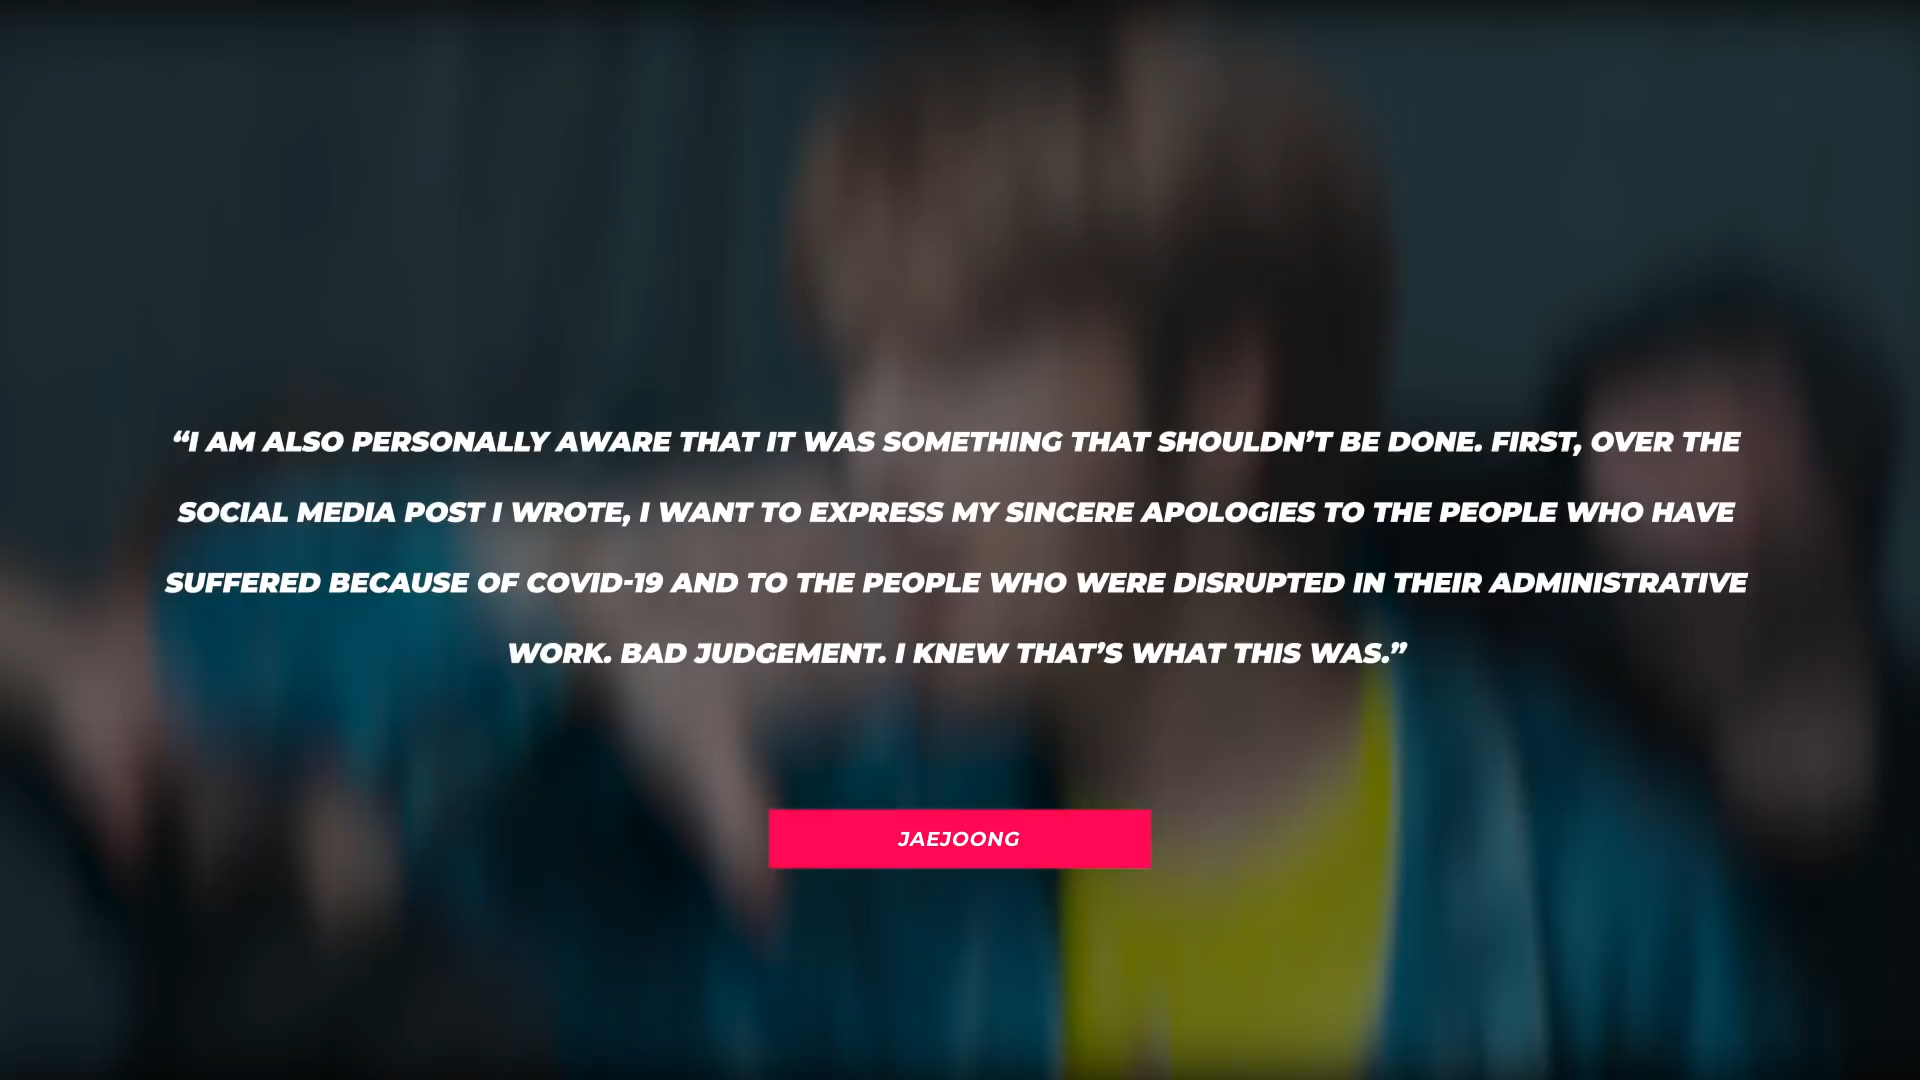 “I AM ALSO PERSONALLY AWARE THAT IT WAS SOMETHING THAT SHOULDN’T BE DONE. FIRST, OVER THE
SOCIAL MEDIA POST I WROTE, I WANT TO EXPRESS MY SINCERE APOLOGIES TO THE PEOPLE WHO HAVE
SUFFERED BECAUSE OF COVID-19 AND TO THE PEOPLE WHO WERE DISRUPTED IN THEIR ADMINISTRATIVE
WORK. BAD JUDGEMENT. I KNEW THAT’S WHAT THIS WAS.”
JAEJOONG